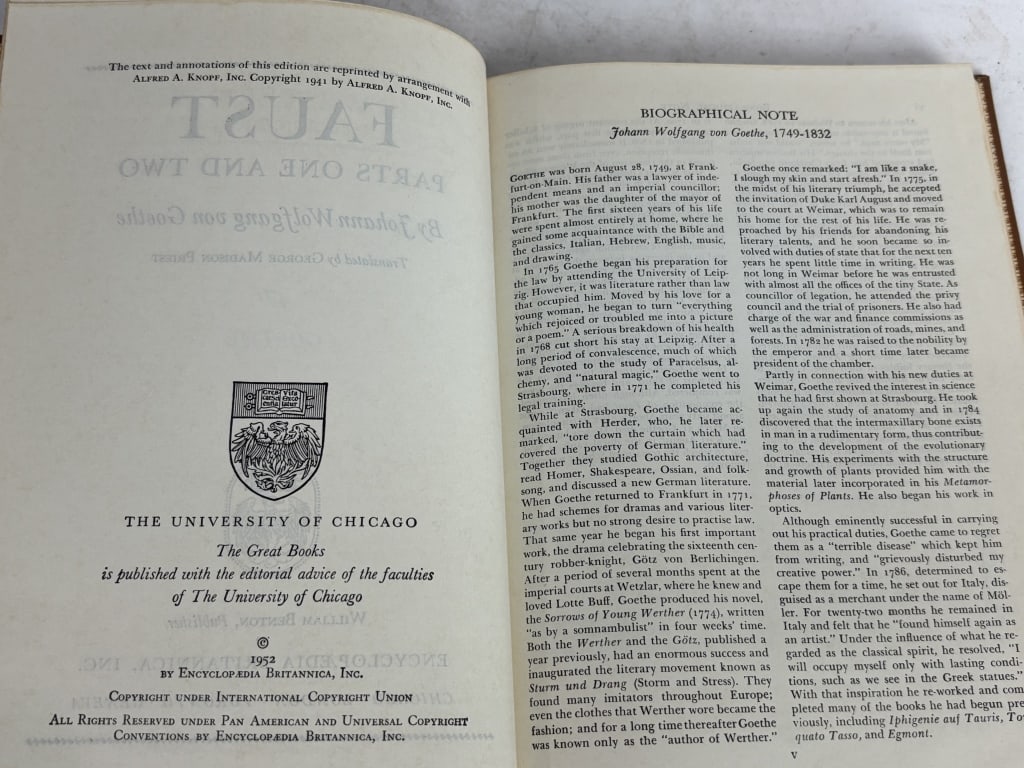 The text and annotations of this edition are reprinted by arrangement with
ALFRED A. KNOPF, INC. Copyright 1941 by ALFRED A. KNOPF, INC.
FAUST
PARTS ONE AND TWO
By Johann Wolfgang von Goethe
Translated by GEORGE MADISON PRIEST
Cres Vita
cat sci Exco
entia latur
THE UNIVERSITY OF CHICAGO
The Great Books
is published with the editorial advice of the faculties
of The University of Chicago
WILLIAM BENTON, Publisher
©
1952
ENCYCLOPÆDIA BRITANNICA, INC.
BY ENCYCLOPÆDIA BRITANNICA, INC.
COPYRIGHT UNDER INTERNATIONAL COPYRIGHT UNION
ALL RIGHTS RESERVED UNDER PAN AMERICAN AND UNIVERSAL COPYRIGHT
CONVENTIONS BY ENCYCLOPÆDIA BRITANNICA, INC.
BIOGRAPHICAL NOTE
Johann Wolfgang von Goethe, 1749-1832
GOETHE was born August 28, 1749, at Frank-
furt-on-Main. His father was a lawyer of inde-
pendent means and an imperial councillor;
his mother was the daughter of the mayor of
Frankfurt. The first sixteen years of his life
were spent almost entirely at home, where he
gained some acquaintance with the Bible and
the classics, Italian, Hebrew, English, music,
and drawing.
In 1765 Goethe began his preparation for
the law by attending the University of Leip-
zig. However, it was literature rather than law
that occupied him. Moved by his love for a
young woman, he began to turn "everything
which rejoiced or troubled me into a picture
or a poem." A serious breakdown of his health
in 1768 cut short his stay at Leipzig. After a
long period of convalescence, much of which
was devoted to the study of Paracelsus, al-
chemy, and "natural magic," Goethe went to
Strasbourg, where in 1771 he completed his
legal training.
While at Strasbourg, Goethe became ac-
quainted with Herder, who, he later re-
marked, "tore down the curtain which had
covered the poverty of German literature."
Together they studied Gothic architecture,
read Homer, Shakespeare, Ossian, and folk-
song, and discussed a new German literature.
When Goethe returned to Frankfurt in 1771,
he had schemes for dramas and various liter-
ary works but no strong desire to practise law.
That same year he began his first important
work, the drama celebrating the sixteenth cen-
tury robber-knight, Götz von Berlichingen.
After a period of several months spent at the
imperial courts at Wetzlar, where he knew and
loved Lotte Buff, Goethe produced his novel,
the Sorrows of Young Werther (1774), written
"as by a somnambulist" in four weeks' time.
Both the Werther and the Götz, published a
year previously, had an enormous success and
inaugurated the literary movement known as
Sturm und Drang (Storm and Stress). They
found many imitators throughout Europe;
even the clothes that Werther wore became the
fashion; and for a long time thereafter Goethe
was known only as the "author of Werther."
Goethe once remarked: "I am like a snake,
I slough my skin and start afresh." In 1775, in
the midst of his literary triumph, he accepted
the invitation of Duke Karl August and moved
to the court at Weimar, which was to remain
his home for the rest of his life. He was re-
proached by his friends for abandoning his
literary talents, and he soon became so in-
volved with duties of state that for the next ten
years he spent little time in writing. He was
not long in Weimar before he was entrusted
with almost all the offices of the tiny State. As
councillor of legation, he attended the privy
council and the trial of prisoners. He also had
charge of the war and finance commissions as
well as the administration of roads, mines, and
forests. In 1782 he was raised to the nobility by
the emperor and a short time later became
president of the chamber.
Partly in connection with his new duties at
Weimar, Goethe revived the interest in science
that he had first shown at Strasbourg. He took
up again the study of anatomy and in 1784
discovered that the intermaxillary bone exists
in man in a rudimentary form, thus contribut-
ing to the development of the evolutionary
doctrine. His experiments with the structure
and growth of plants provided him with the
material later incorporated in his Metamor-
phoses of Plants. He also began his work in
optics.
Although eminently successful in carrying
out his practical duties, Goethe came to regret
them as a "terrible disease" which kept him
from writing, and "grievously disturbed my
creative power." In 1786, determined to es-
cape them for a time, he set out for Italy, dis-
guised as a merchant under the name of Möl-
ler. For twenty-two months he remained in
Italy and felt that he "found himself again as
an artist." Under the influence of what he re-
garded as the classical spirit, he resolved, "I
will occupy myself only with lasting condi-
tions, such as we see in the Greek statues."
With that inspiration he re-worked and com
pleted many of the books he had begun pre
viously, including Iphigenie auf Tauris, Tor
quato Tasso, and Egmont.
v